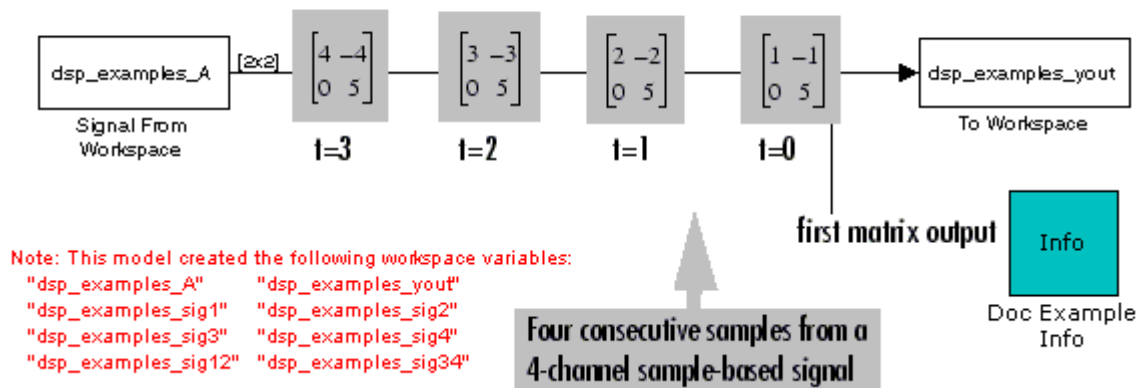 dsp_examples_A
[2x2]
4 -4
0 5
3 -3
0 5
2 -2
0 5
1 -1
0 5
dsp_examples_yout
Signal From
Workspace
t=3
t=2
t=1
t=0
To Workspace
first matrix output
Info
Doc Example
Info
Note: This model created the following workspace variables:
"dsp_examples_A" "dsp_examples_yout"
"dsp_examples_sig1" "dsp_examples_sig2"
"dsp_examples_sig3" "dsp_examples_sig4"
"dsp_examples_sig12" "dsp_examples_sig34"
Four consecutive samples from a
4-channel sample-based signal